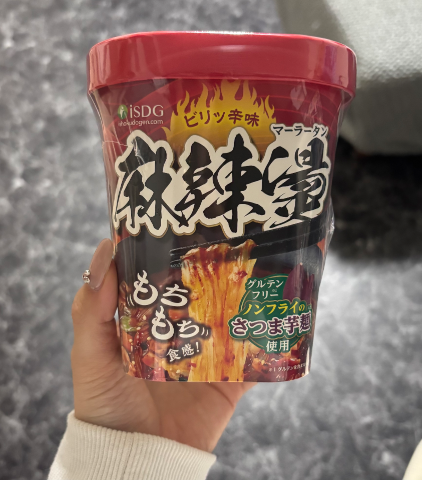 iSDG
ishokudogen.com
ピリッ辛味
マーラータン
麻辣湯
もち
もち
食感!
グルテン
フリー
ノンフライの
さつま芋麺
使用